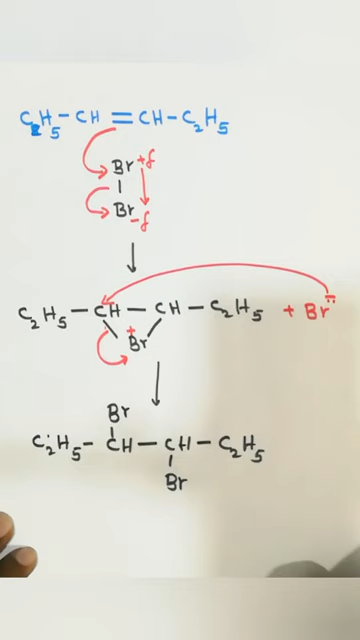 C₂H₅–CH=CH–C₂H₅
Br+δ
|
Br-δ
C₂H₅–CH–CH–C₂H₅ + Br̈
+
Br
Br
C₂H₅–CH–CH–C₂H₅
Br